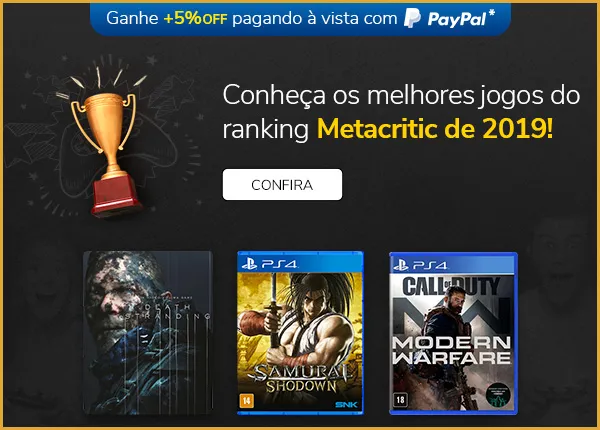 Ganhe +5%OFF pagando à vista com PayPal*
Conheça os melhores jogos do
ranking Metacritic de 2019!
CONFIRA
DEATH
STRANDING
PS4
SAMURAI
SHODOWN
14
SNK
PS4
CALL OF DUTY
MODERN
WARFARE
18